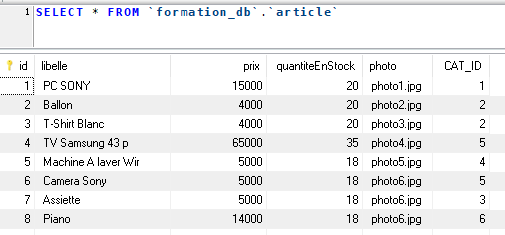 1 SELECT * FROM `formation_db`.`article`
id libelle prix quantiteEnStock photo CAT_ID
1 PC SONY 15000 20 photo1.jpg 1
2 Ballon 4000 20 photo2.jpg 2
3 T-Shirt Blanc 4000 20 photo3.jpg 2
4 TV Samsung 43 p 65000 35 photo4.jpg 5
5 Machine A laver Wir 5000 18 photo5.jpg 4
6 Camera Sony 5000 18 photo6.jpg 5
7 Assiette 5000 18 photo6.jpg 3
8 Piano 14000 18 photo6.jpg 6